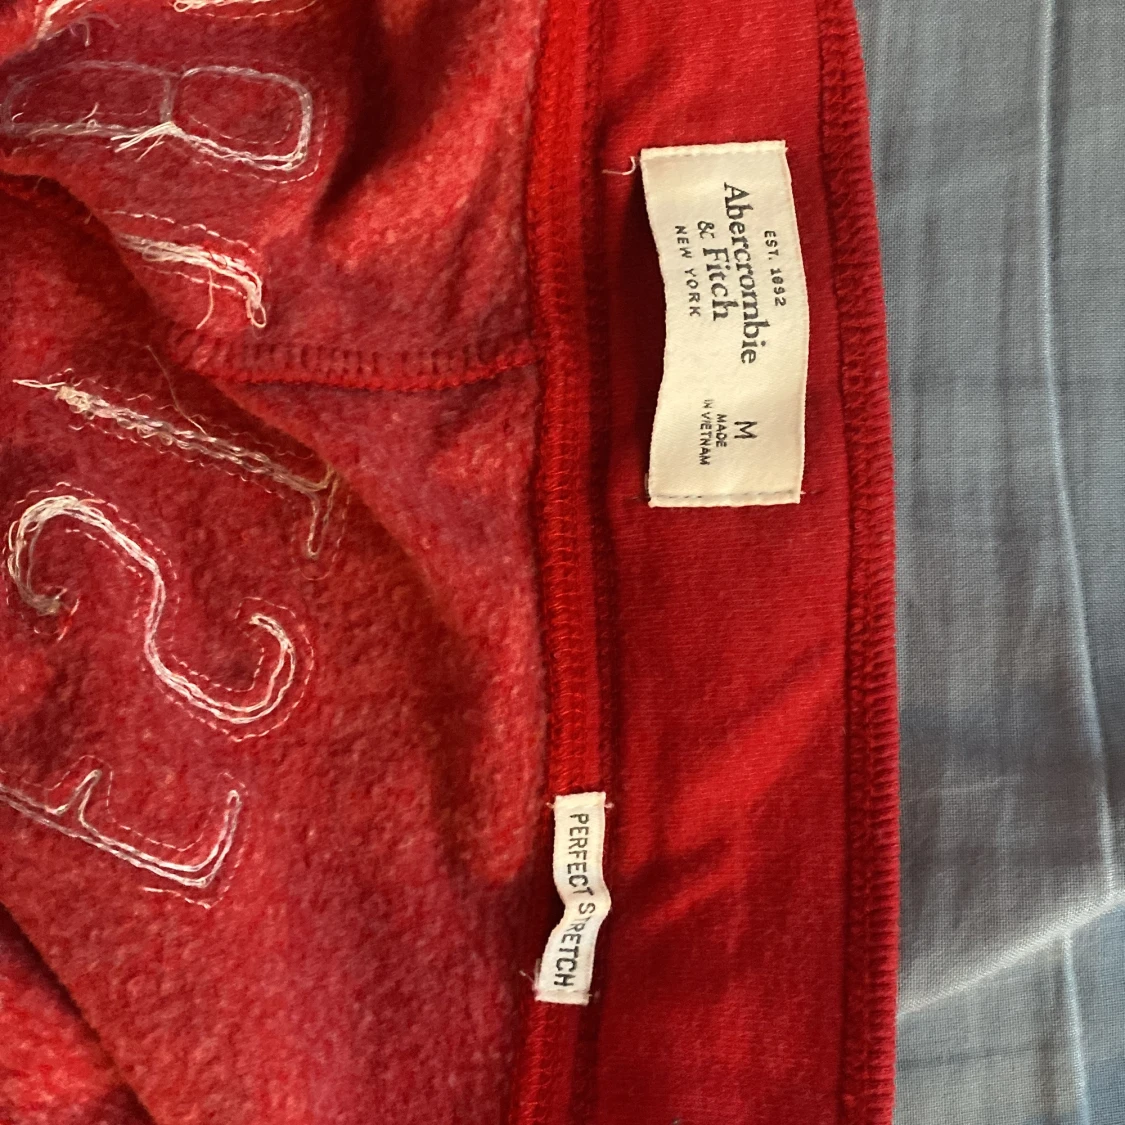 EST. 1892
Abercrombie
& Fitch
NEW YORK
M
MADE
IN VIETNAM
PERFECT STRETCH